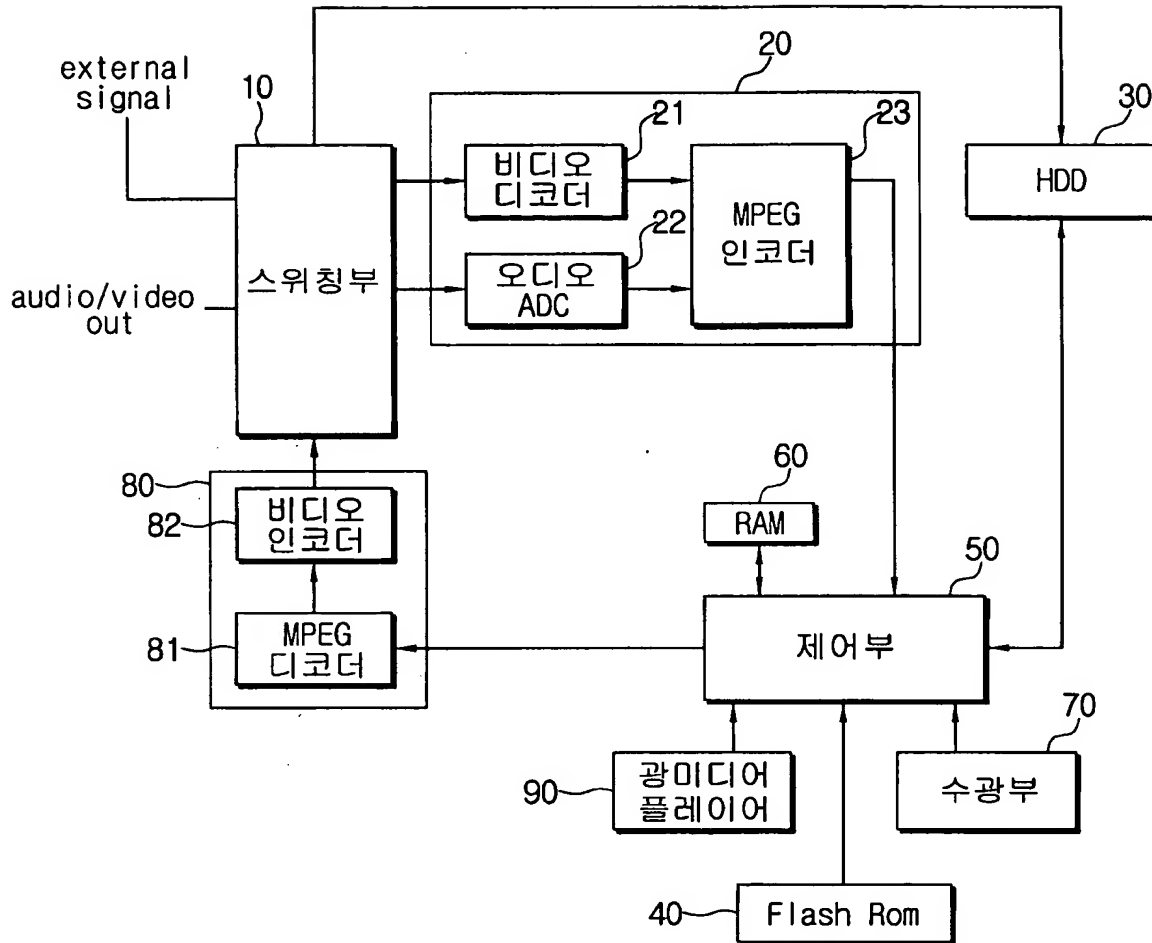 external
signal
10
20
21
23
30
비디오
디코더
HDD
MPEG
인코더
22
스위칭부
오디오
ADC
audio/video
out
80
82
비디오
인코더
60
RAM
50
81
MPEG
디코더
제어부
70
90
광미디어
플레이어
수광부
40
Flash Rom